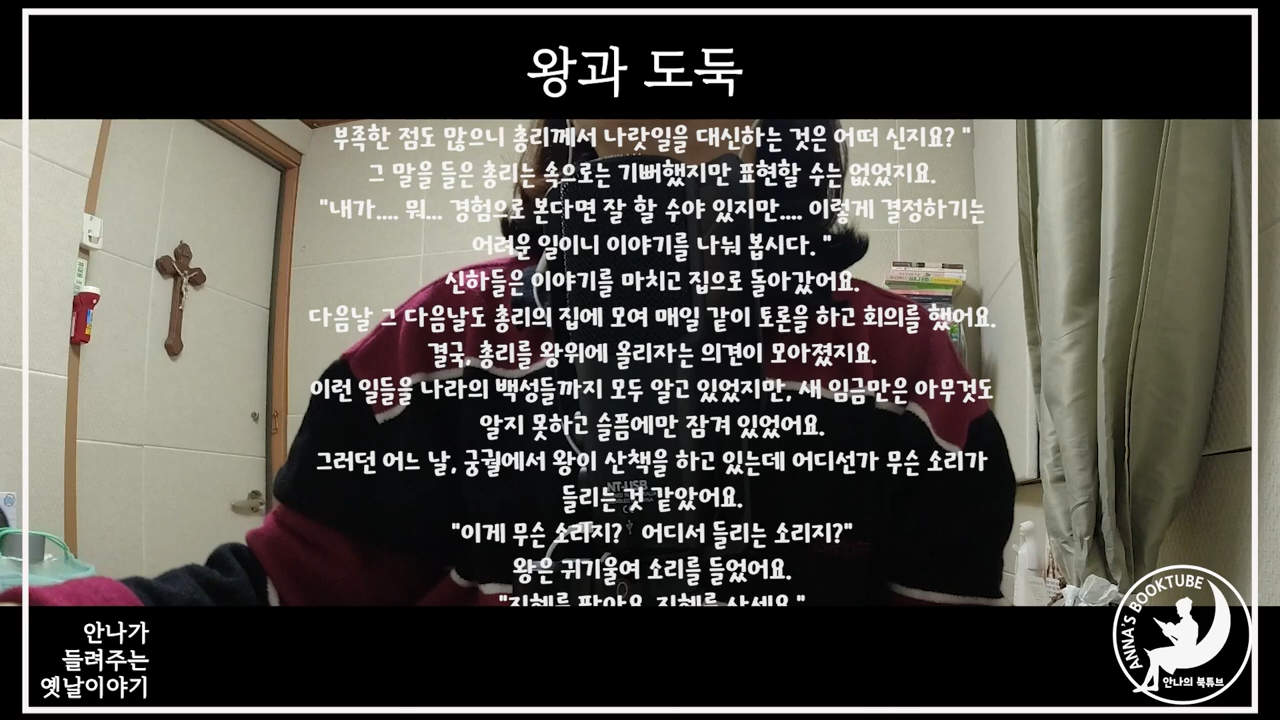 왕과 도둑
부족한 점도 많으니 총리께서 나랏일을 대신하는 것은 어떠 신지요? "
그 말을 들은 총리는 속으로는 기뻐했지만 표현할 수는 없었지요.
"내가.... 뭐... 경험으로 본다면 잘 할 수야 있지만.... 이렇게 결정하기는
어려운 일이니 이야기를 나눠 봅시다. "
신하들은 이야기를 마치고 집으로 돌아갔어요.
다음날 그 다음날도 총리의 집에 모여 매일 같이 토론을 하고 회의를 했어요.
결국, 총리를 왕위에 올리자는 의견이 모아졌지요.
이런 일들을 나라의 백성들까지 모두 알고 있었지만, 새 임금만은 아무것도
알지 못하고 슬픔에만 잠겨 있었어요.
그러던 어느 날, 궁궐에서 왕이 산책을 하고 있는데 어디선가 무슨 소리가
들리는 것 같았어요.
"이게 무슨 소리지? 어디서 들리는 소리지?"
왕은 귀기울여 소리를 들었어요.
"지혜를 팔아요 지혜를 사세요"
NT-USB
안나가
들려주는
옛날이야기
ANNA'S BOOKTUBE
안나의 북튜브